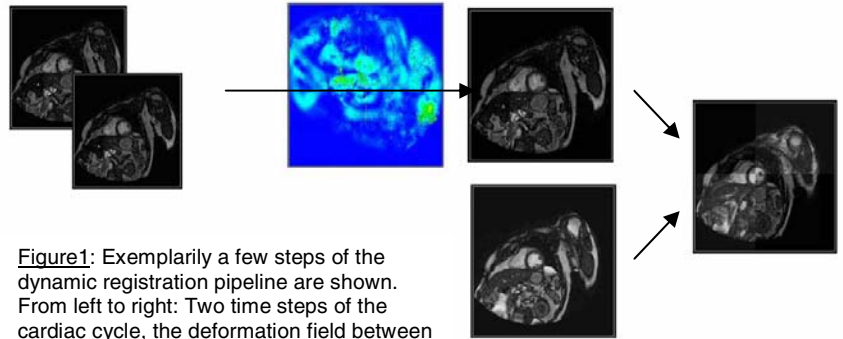 Figure1: Exemplarily a few steps of the
dynamic registration pipeline are shown.
From left to right: Two time steps of the
cardiac cycle, the deformation field between